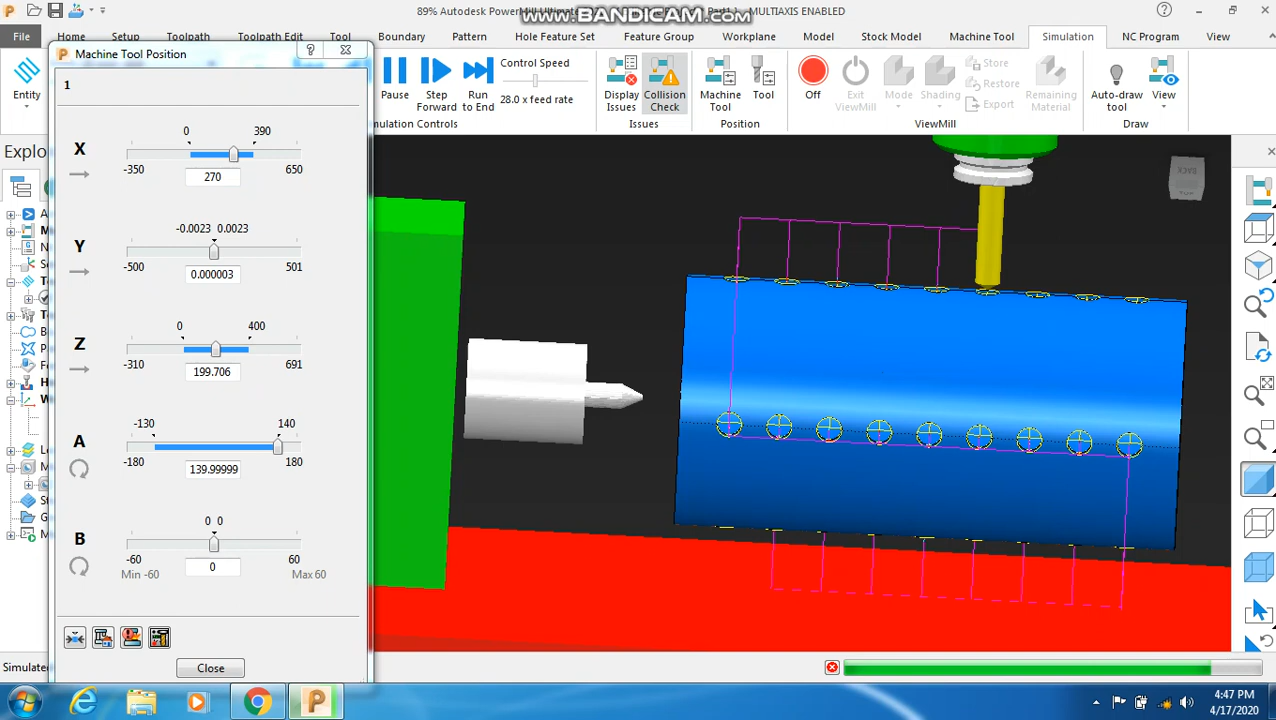 89% Autodesk PowerMill Ultimate
www.BANDICAM.com
MULTIAXIS ENABLED
File
Home
Setup
Toolpath
Toolpath Edit
Tool
Boundary
Pattern
Hole Feature Set
Feature Group
Workplane
Model
Stock Model
Machine Tool
Simulation
NC Program
View
Machine Tool Position
1
X
0
390
-350
650
270
Y
-0.0023
0.0023
-500
501
0.000003
Z
0
400
-310
691
199.706
A
-130
140
-180
180
139.99999
B
0
0
-60
60
0
Min -60
Max 60
Close
Entity
Pause
Step Forward
Run to End
Control Speed
28.0 x feed rate
Display Issues
Collision Check
Issues
Machine Tool
Tool
Position
Off
Exit ViewMill
Mode
Shading
Store
Restore
Export
Remaining Material
ViewMill
Auto-draw tool
View
Draw
BACK
4:47 PM
4/17/2020